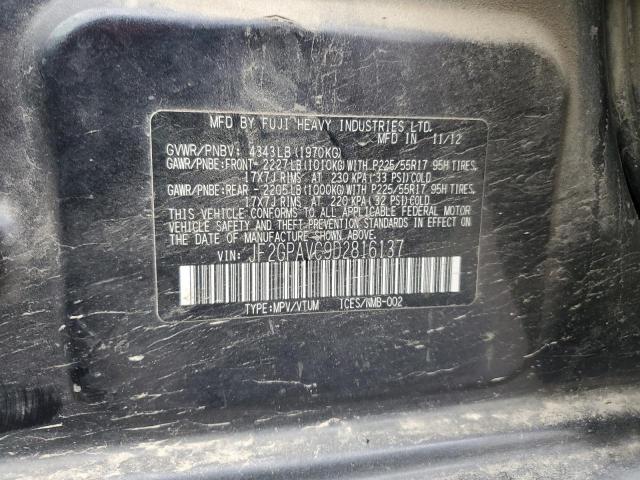 MFD BY FUJI HEAVY INDUSTRIES LTD.
MFD IN 11/12
GVWR/PNBV: 4343LB(1970KG)
GAWR/PNBE:FRONT- 2227LB(1010KG)WITH P225/55R17 95H TIRES,
17X7J RIMS AT 230 KPA(33 PSI)COLD
GAWR/PNBE:REAR - 2205LB(1000KG)WITH P225/55R17 95H TIRES,
17X7J RIMS AT 220 KPA(32 PSI)COLD
THIS VEHICLE CONFORMS TO ALL APPLICABLE FEDERAL MOTOR
VEHICLE SAFETY AND THEFT PREVENTION STANDARDS IN
EFFECT ON THE DATE OF MANUFACTURE SHOWN ABOVE.
VIN: JF2GPAVC9D2816137
TYPE:MPV/VTUM ICES/NMB-002